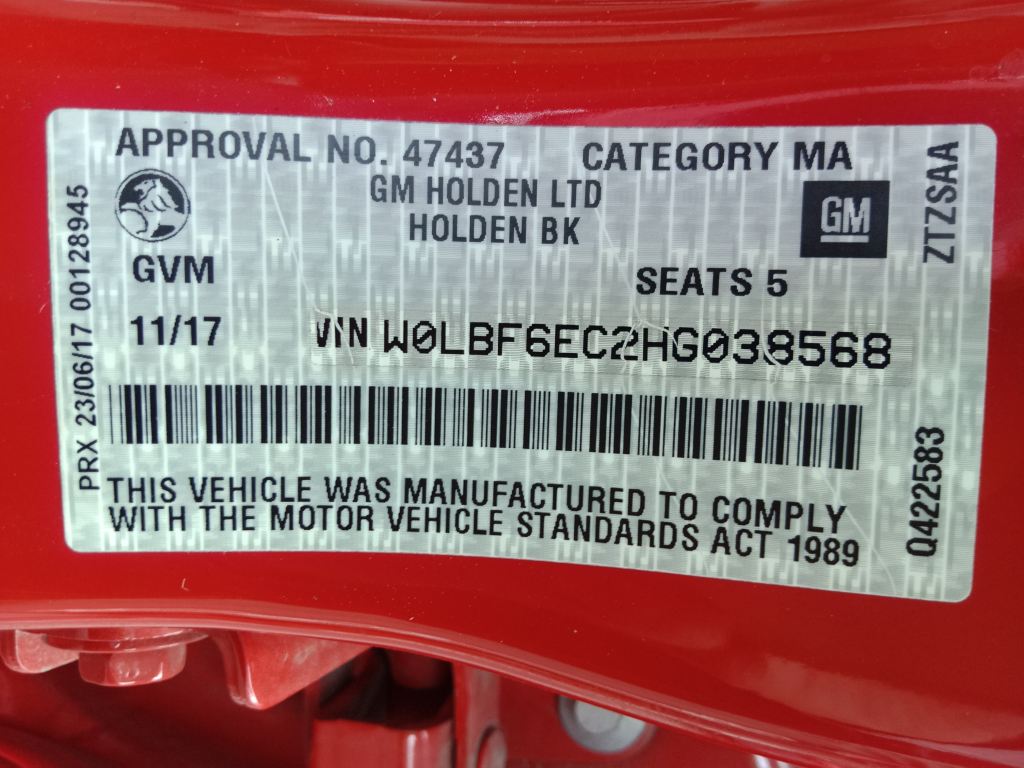 APPROVAL NO. 47437 CATEGORY MA
GM HOLDEN LTD
HOLDEN BK
GM
GVM
SEATS 5
11/17
VIN W0LBF6EC2HG038568
THIS VEHICLE WAS MANUFACTURED TO COMPLY
WITH THE MOTOR VEHICLE STANDARDS ACT 1989
PRX 23/06/17 00128945
ZTZSAA
Q422583